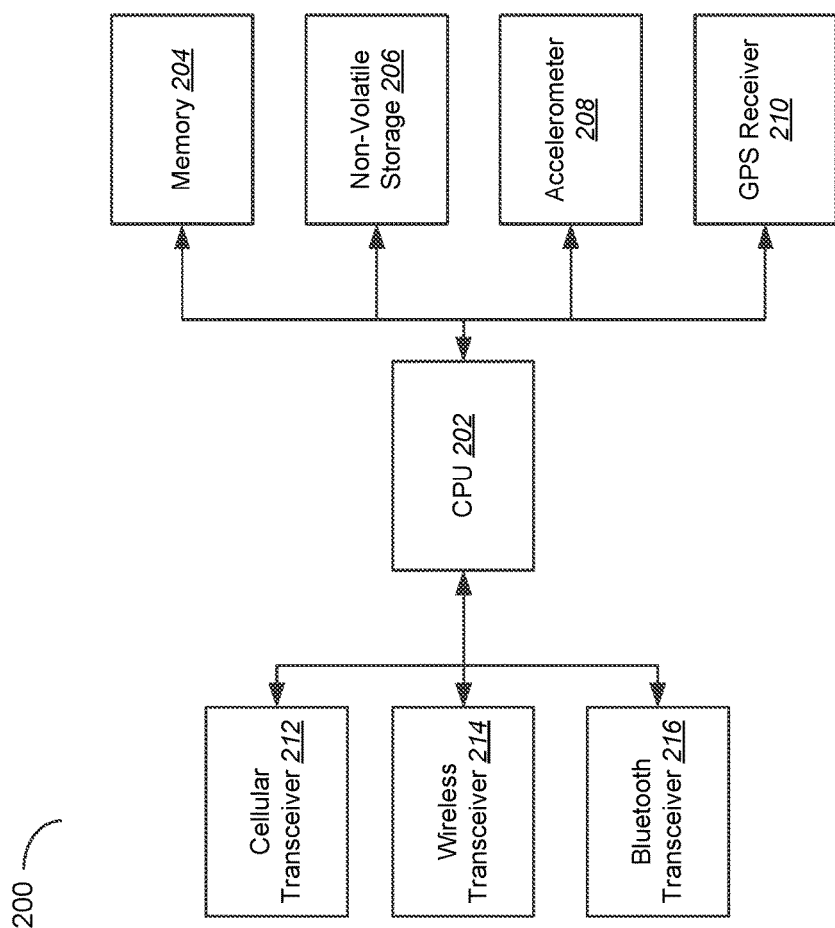 200
Cellular
Transceiver 212
Wireless
Transceiver 214
Bluetooth
Transceiver 216
CPU 202
Memory 204
Non-Volatile
Storage 206
Accelerometer
208
GPS Receiver
210